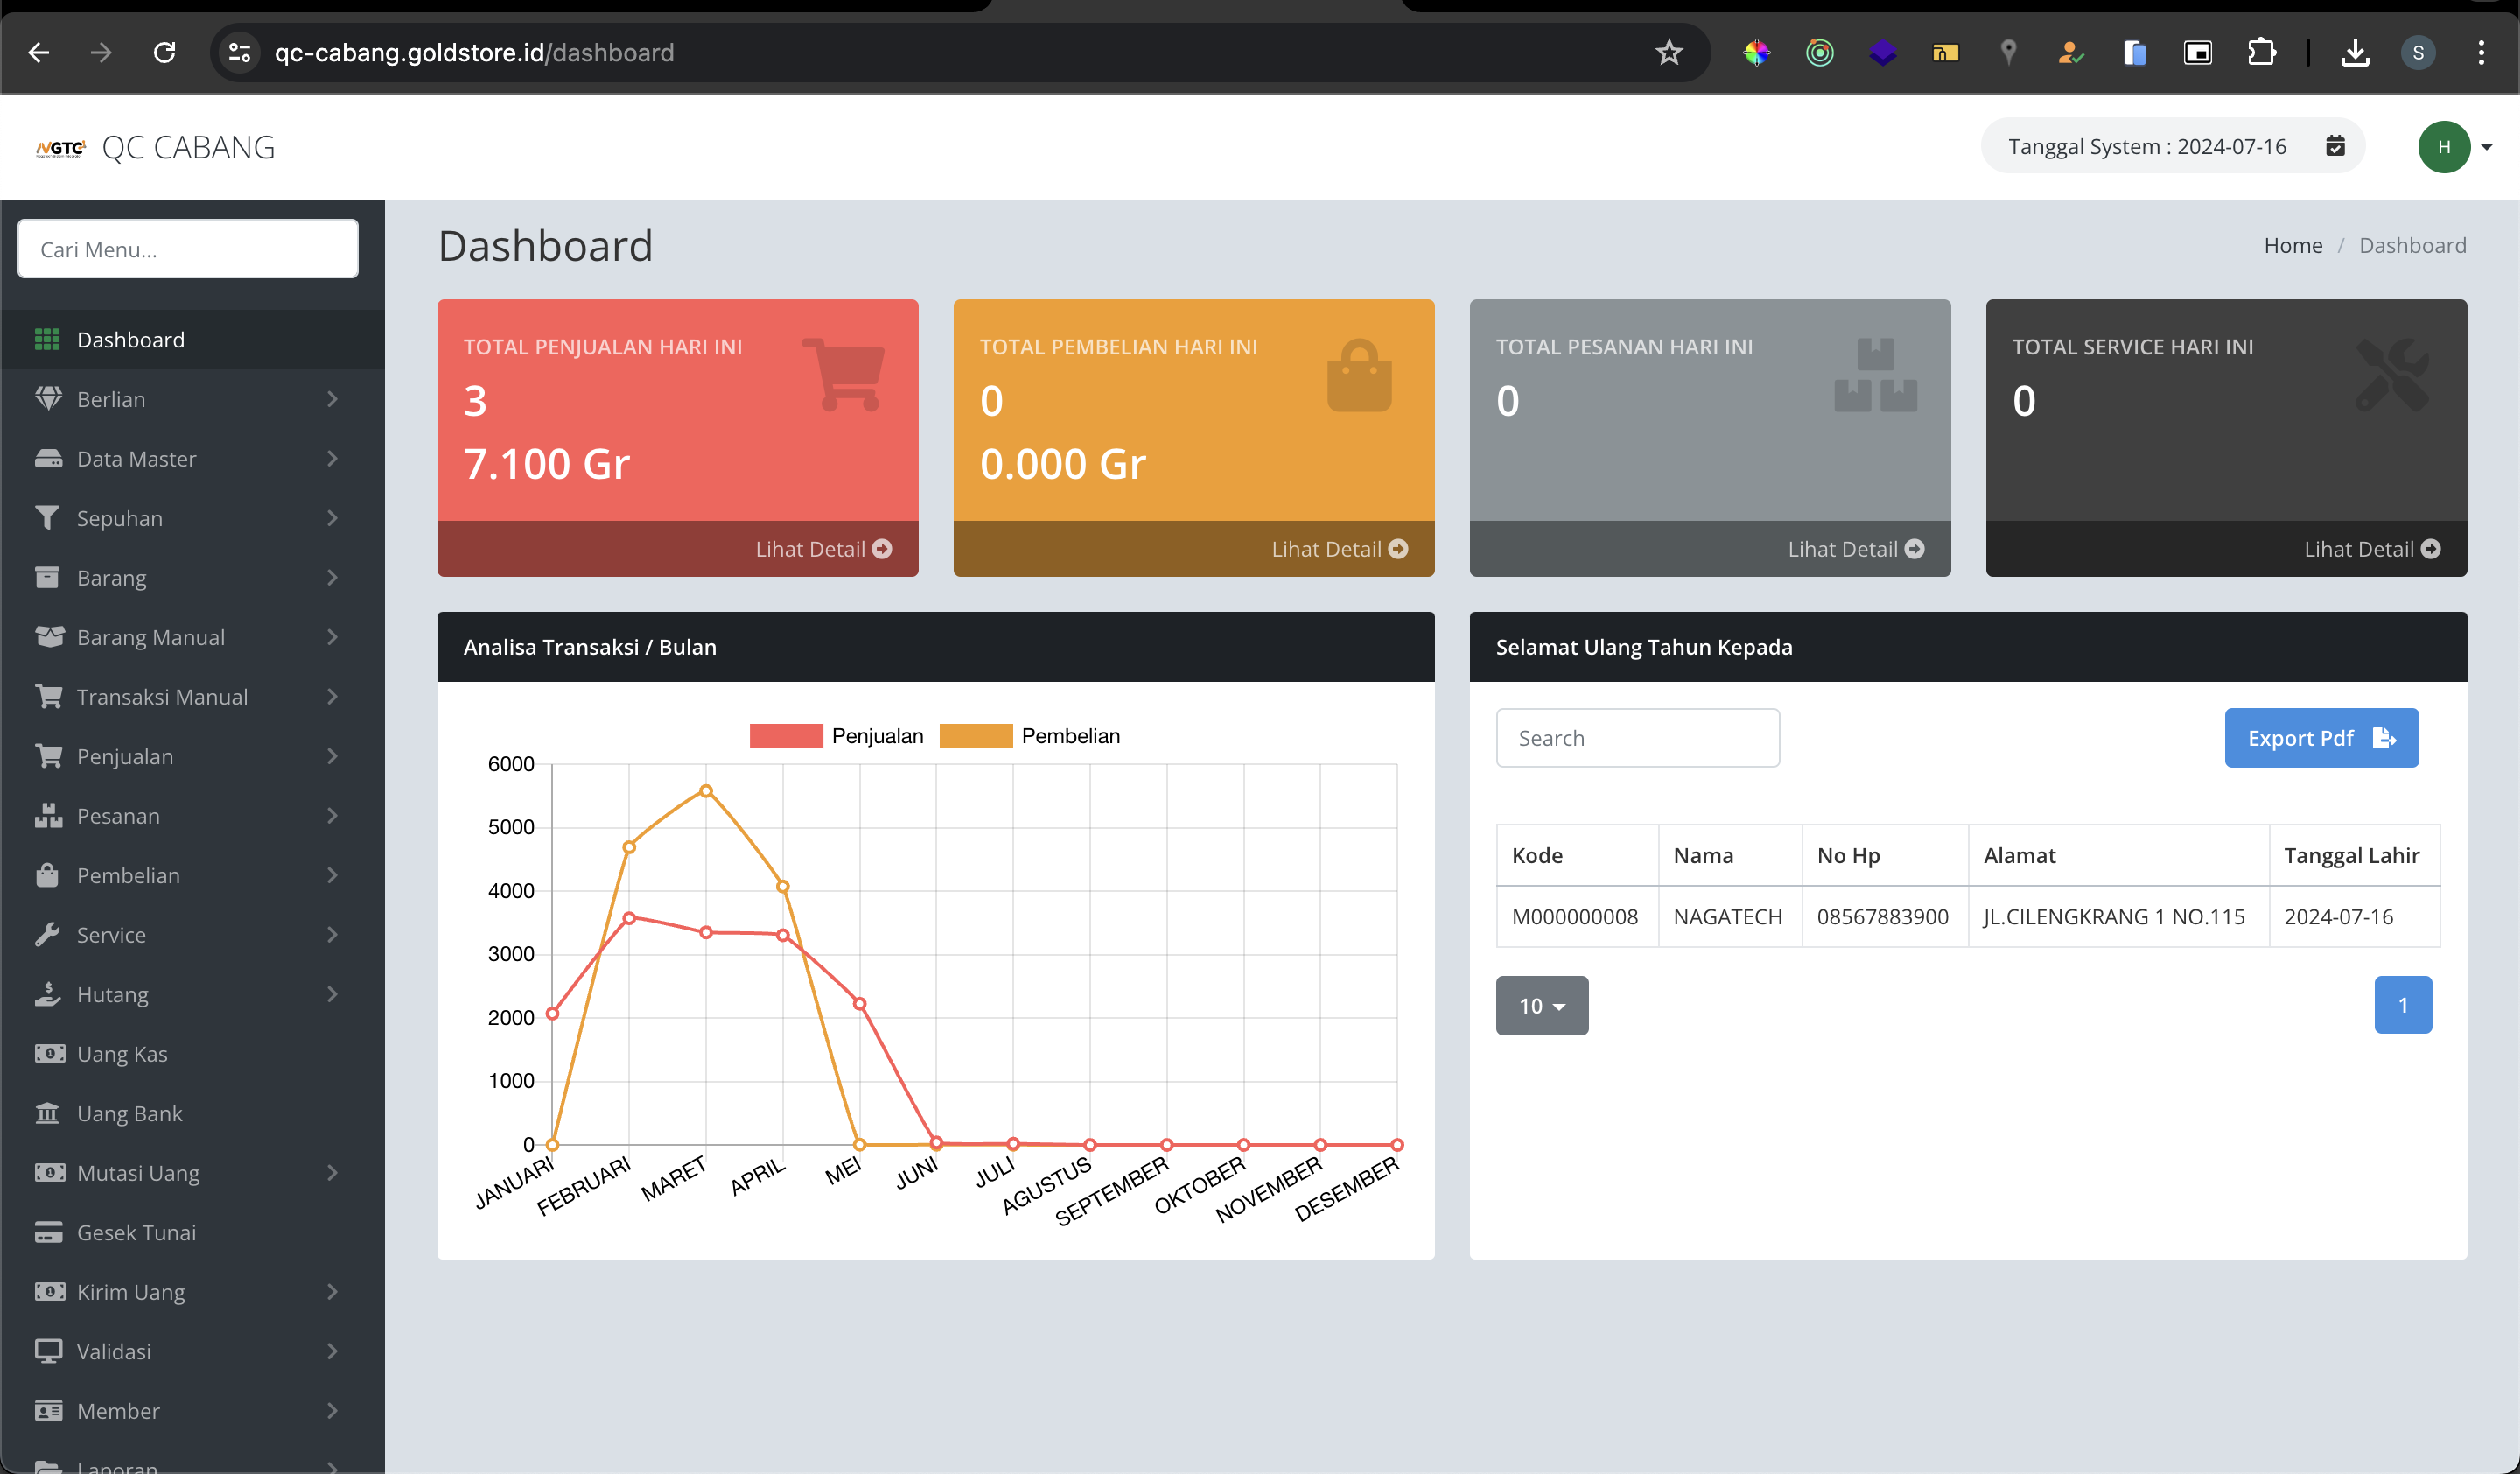 qc-cabang.goldstore.id/dashboard
S
NGTC QC CABANG
Tanggal System : 2024-07-16
H
Cari Menu...
Dashboard
Berlian
Data Master
Sepuhan
Barang
Barang Manual
Transaksi Manual
Penjualan
Pesanan
Pembelian
Service
Hutang
Uang Kas
Uang Bank
Mutasi Uang
Gesek Tunai
Kirim Uang
Validasi
Member
Laporan
Dashboard
Home / Dashboard
TOTAL PENJUALAN HARI INI
3
7.100 Gr
Lihat Detail
TOTAL PEMBELIAN HARI INI
0
0.000 Gr
Lihat Detail
TOTAL PESANAN HARI INI
0
Lihat Detail
TOTAL SERVICE HARI INI
0
Lihat Detail
Analisa Transaksi / Bulan
Penjualan Pembelian
6000
5000
4000
3000
2000
1000
0
JANUARI FEBRUARI MARET APRIL MEI JUNI JULI AGUSTUS SEPTEMBER OKTOBER NOVEMBER DESEMBER
Selamat Ulang Tahun Kepada
Search
Export Pdf
Kode Nama No Hp Alamat Tanggal Lahir
M000000008 NAGATECH 08567883900 JL.CILENGKRANG 1 NO.115 2024-07-16
10
1